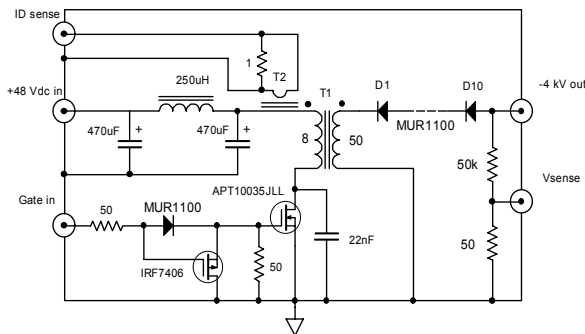 ID sense
1
T2
250uH
T1
D1
D10
+48 Vdc in
-4 kV out
MUR1100
470uF
+
470uF
+
8
50
50k
APT10035JLL
Vsense
Gate in
MUR1100
50
50
22nF
50
IRF7406